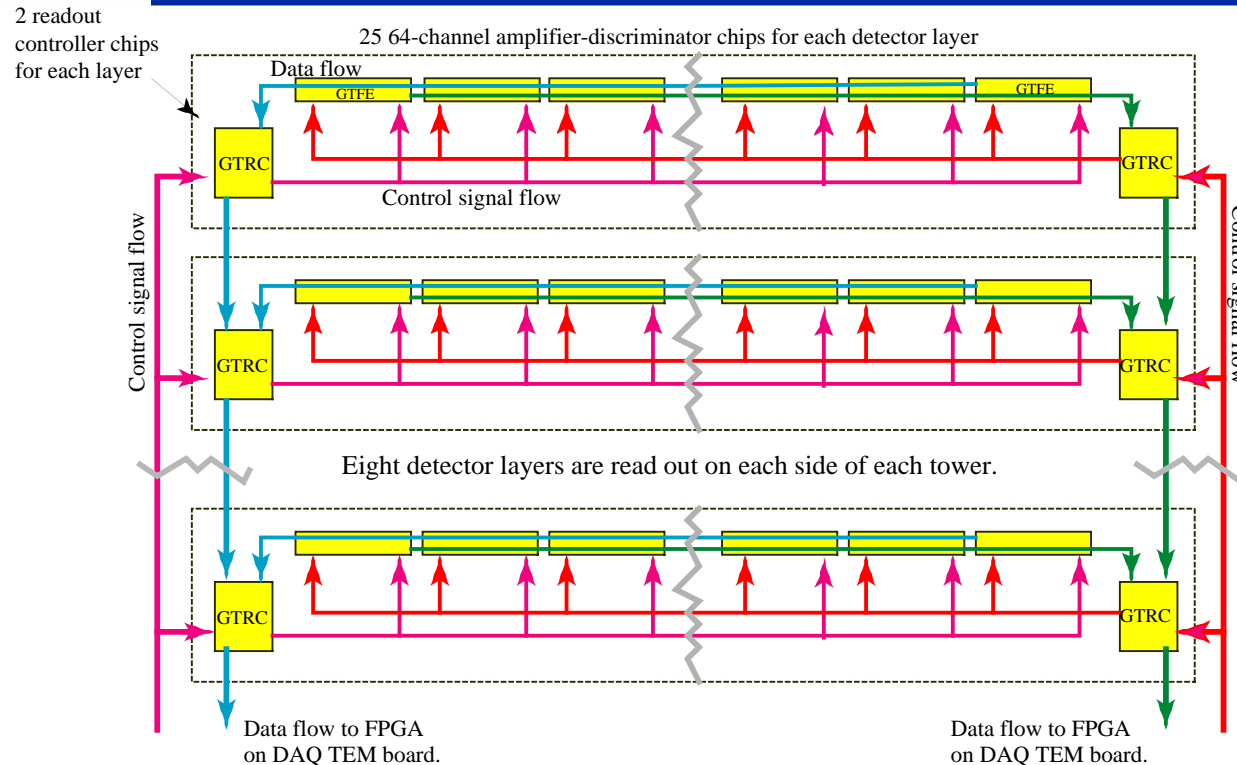 2 readout
controller chips
for each layer
25 64-channel amplifier-discriminator chips for each detector layer
Data flow
GTFE
GTFE
GTRC
GTRC
Control signal flow
Control signal flow
Control signal flow
GTRC
GTRC
Eight detector layers are read out on each side of each tower.
GTRC
GTRC
Data flow to FPGA
on DAQ TEM board.
Data flow to FPGA
on DAQ TEM board.